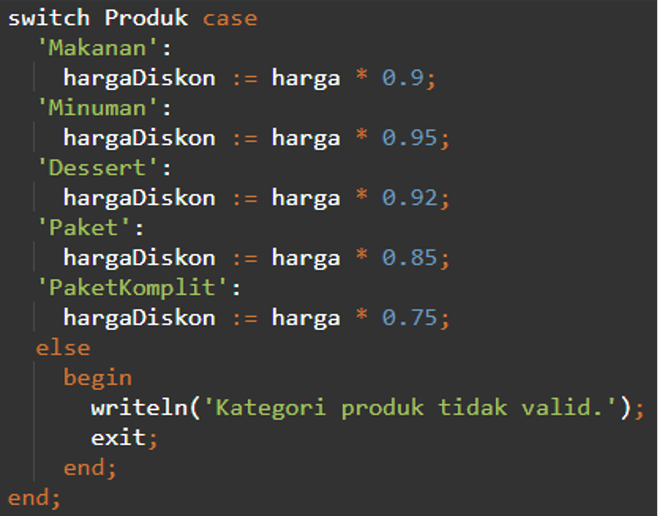 switch Produk case
'Makanan':
hargaDiskon := harga * 0.9;
'Minuman':
hargaDiskon := harga * 0.95;
'Dessert':
hargaDiskon := harga * 0.92;
'Paket':
hargaDiskon := harga * 0.85;
'PaketKomplit':
hargaDiskon := harga * 0.75;
else
begin
writeln('Kategori produk tidak valid.');
exit;
end;
end;